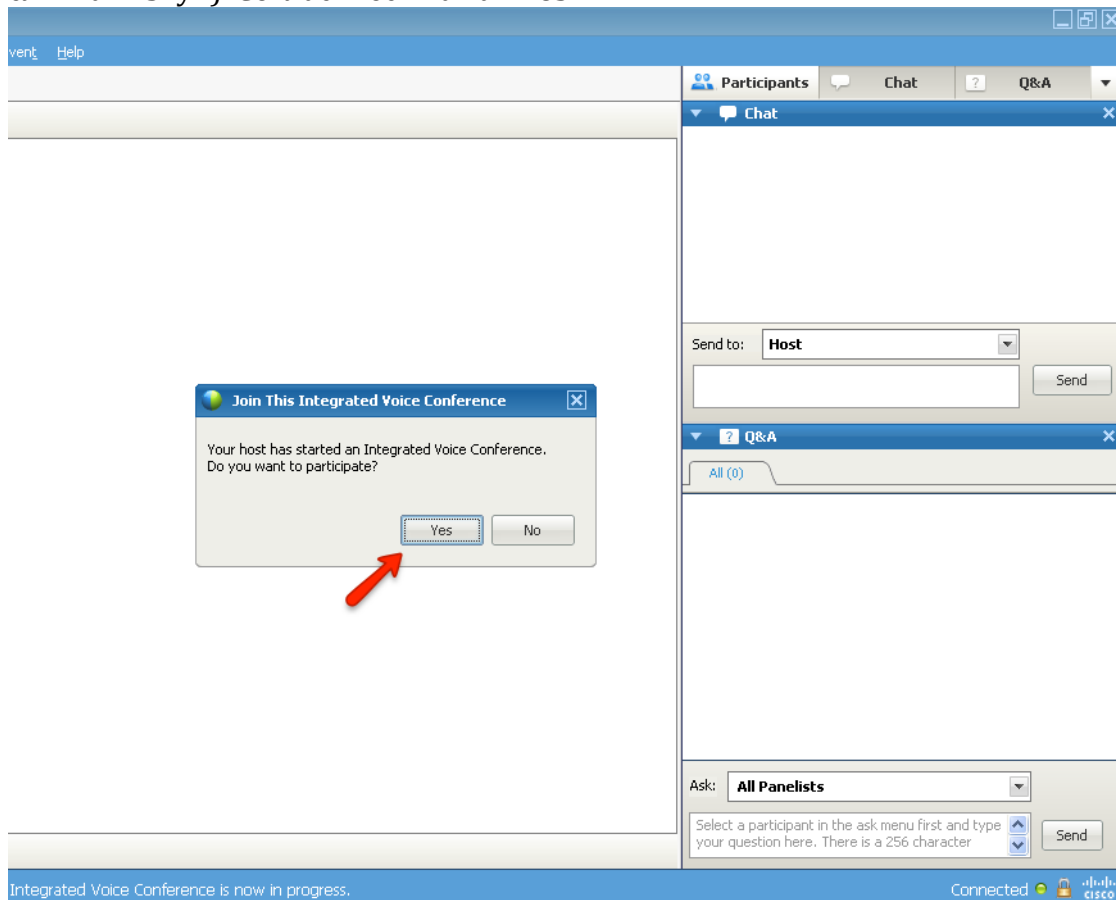 vent Help
Participants Chat Q&A
Chat
Send to: Host
Send
Join This Integrated Voice Conference
Your host has started an Integrated Voice Conference.
Do you want to participate?
Yes No
Q&A
All (0)
Ask: All Panelists
Select a participant in the ask menu first and type
your question here. There is a 256 character
Send
Integrated Voice Conference is now in progress. Connected
CISCO